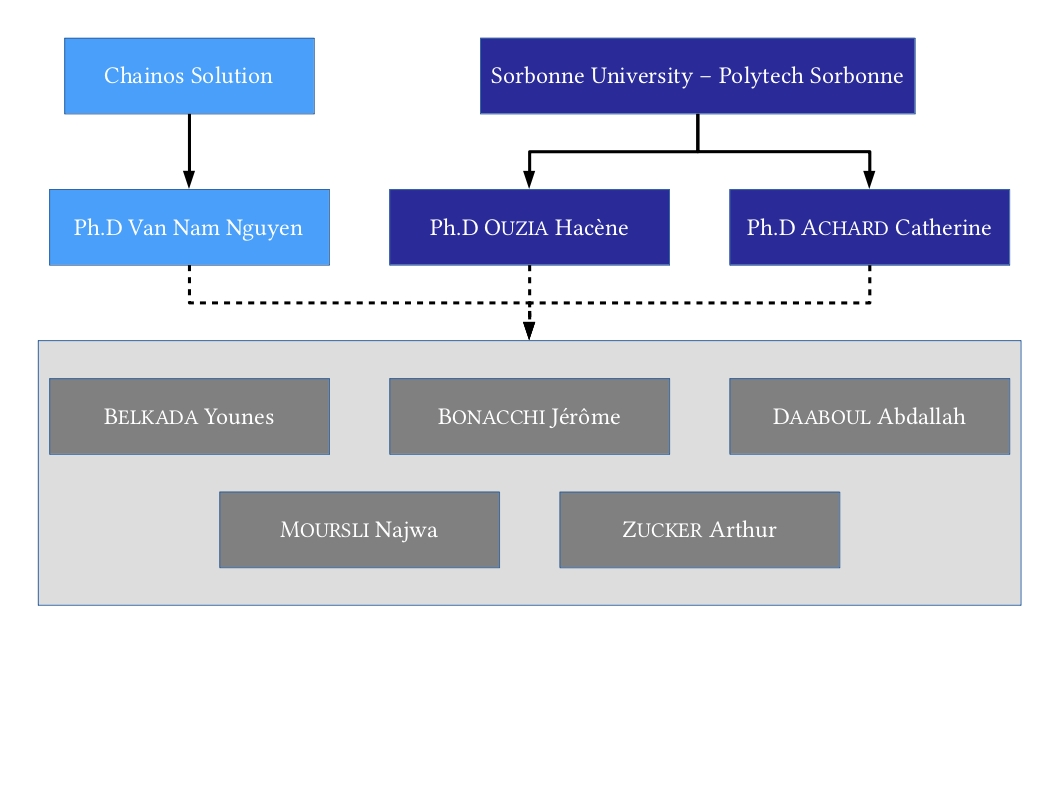 Chainos Solution
Sorbonne University – Polytech Sorbonne
Ph.D Van Nam Nguyen
Ph.D OUZIA Hacène
Ph.D ACHARD Catherine
BELKADA Younes
BONACCHI Jérôme
DAABOUL Abdallah
MOURSLI Najwa
ZUCKER Arthur